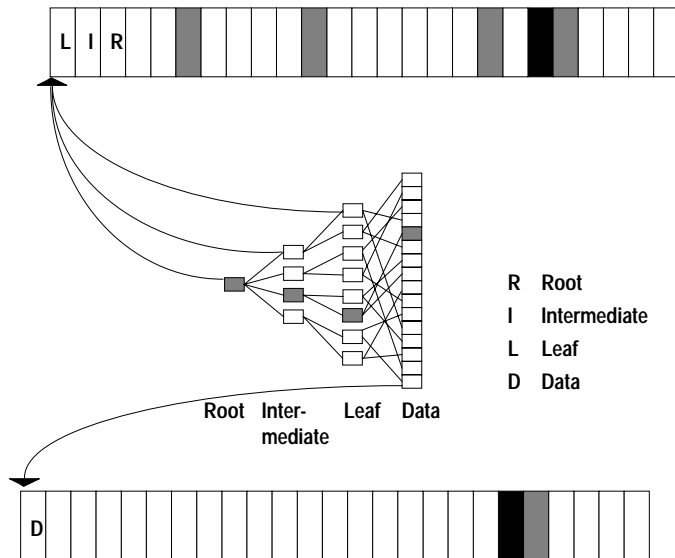 L I R
R Root
I Intermediate
L Leaf
D Data
Root Inter-
mediate Leaf Data
D